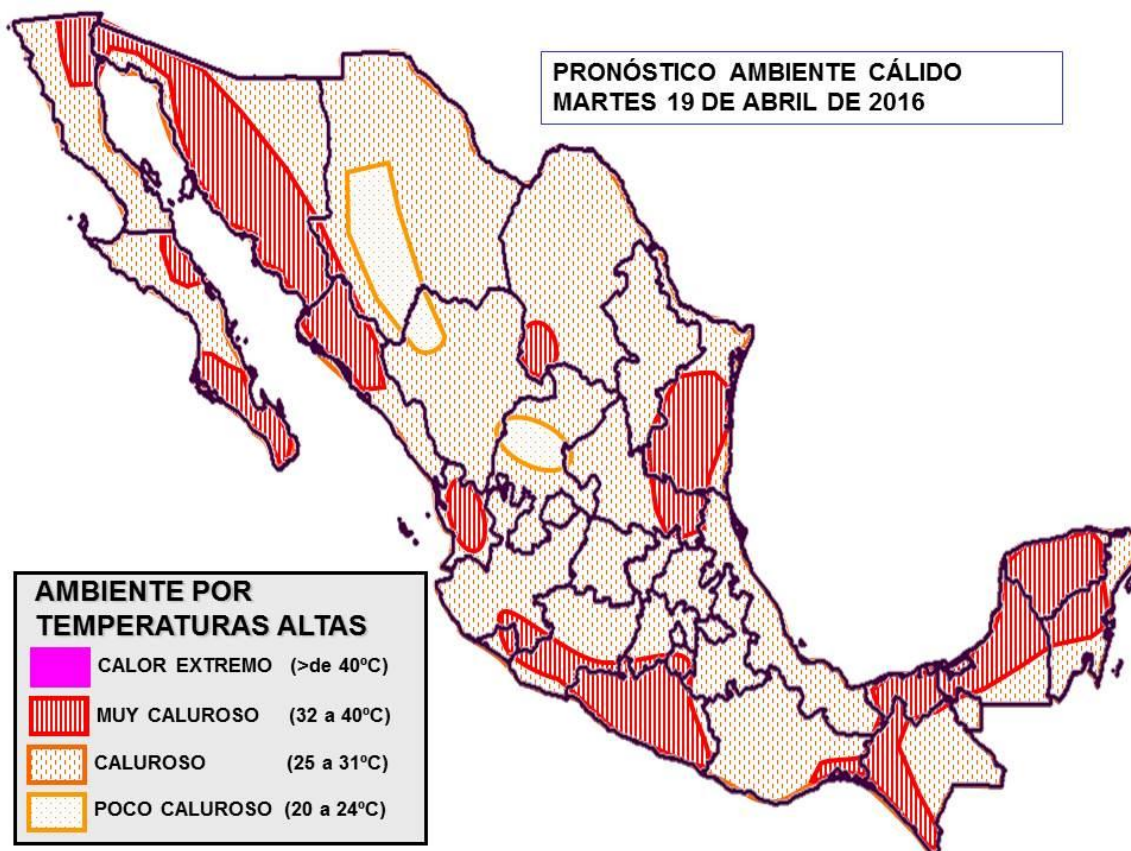 PRONÓSTICO AMBIENTE CÁLIDO
MARTES 19 DE ABRIL DE 2016
AMBIENTE POR
TEMPERATURAS ALTAS
CALOR EXTREMO (>de 40ºC)
MUY CALUROSO (32 a 40ºC)
CALUROSO (25 a 31ºC)
POCO CALUROSO (20 a 24ºC)